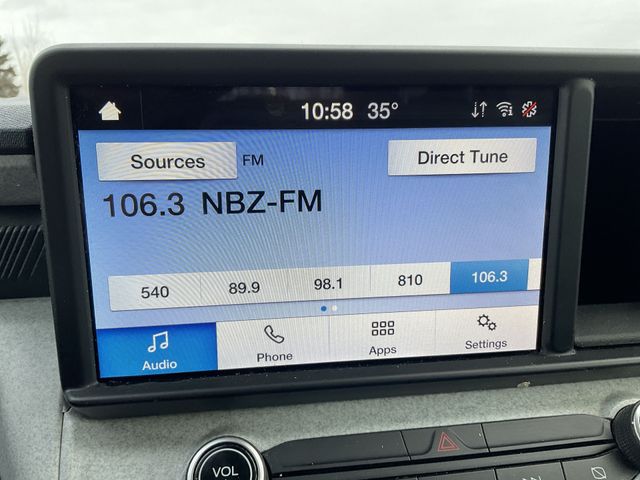 10:58 35°
Sources FM Direct Tune
106.3 NBZ-FM
540 89.9 98.1 810 106.3
Audio Phone Apps Settings
VOL